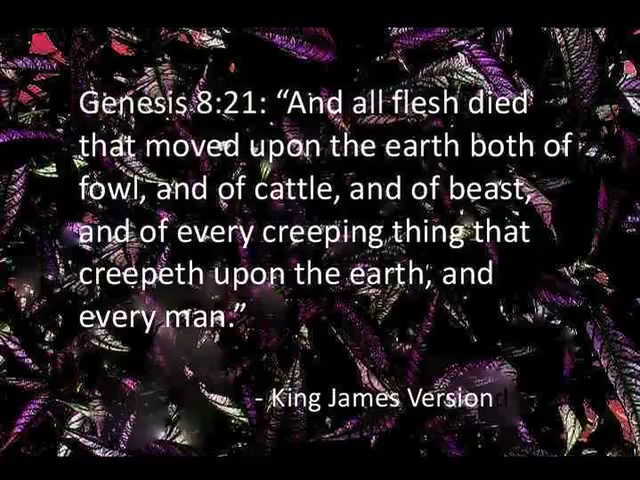 Genesis 8:21: “And all flesh died
that moved upon the earth both of
fowl, and of cattle, and of beast,
and of every creeping thing that
creepeth upon the earth, and
every man.”
- King James Version